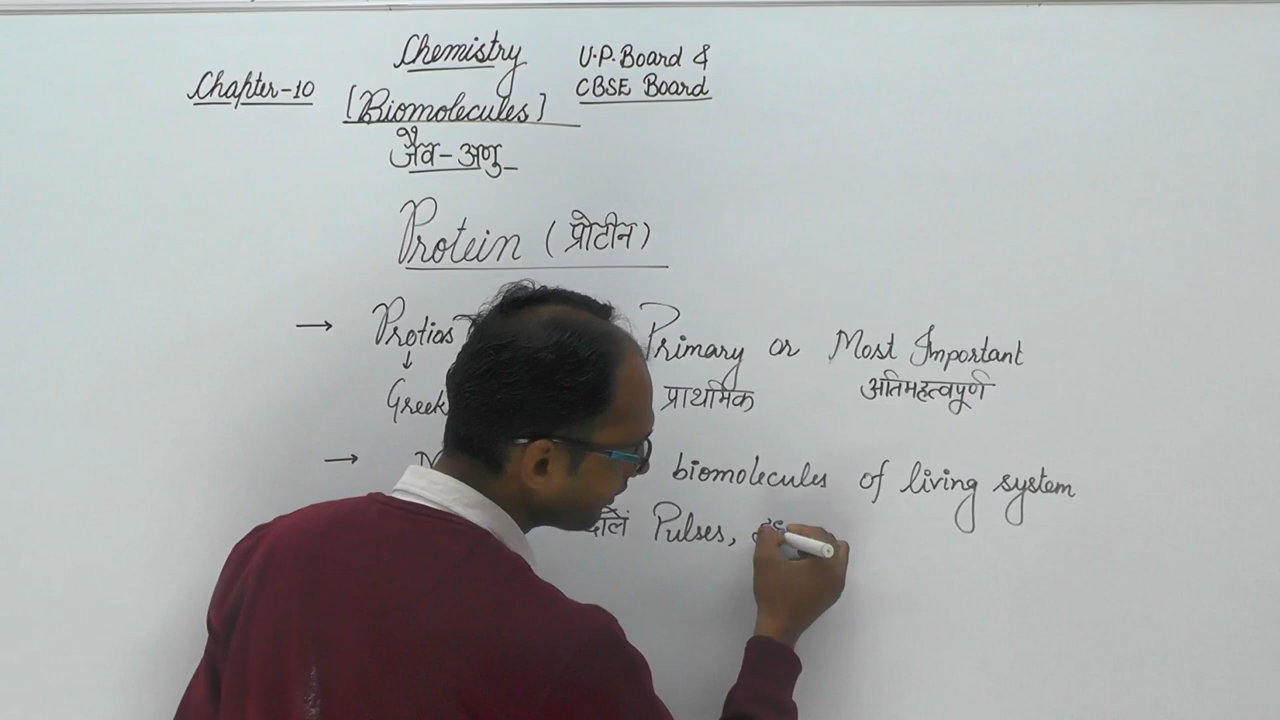 Chemistry
U.P. Board &
CBSE Board
Chapter-10
[Biomolecules]
जैव-अणु
Protein (प्रोटीन)
→ Protios Primary or Most Important
↓
Greek प्राथमिक अतिमहत्वपूर्ण
→ biomolecules of living system
दालें Pulses,